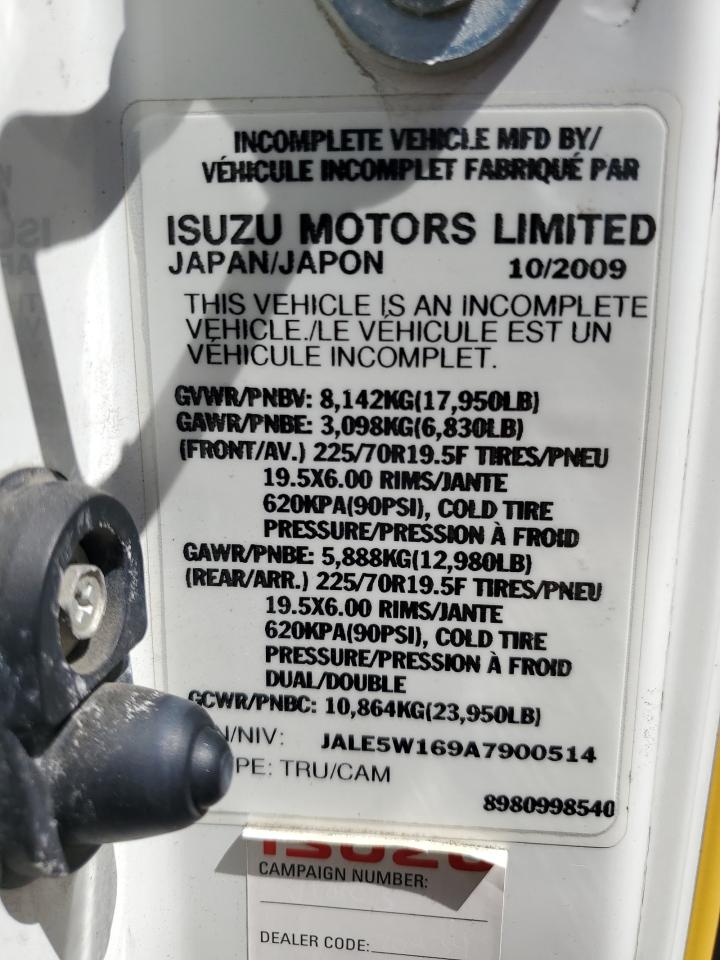 INCOMPLETE VEHICLE MFD BY/
VÉHICULE INCOMPLET FABRIQUÉ PAR
ISUZU MOTORS LIMITED
JAPAN/JAPON 10/2009
THIS VEHICLE IS AN INCOMPLETE
VEHICLE./LE VÉHICULE EST UN
VÉHICULE INCOMPLET.
GVWR/PNBV: 8,142KG(17,950LB)
GAWR/PNBE: 3,098KG(6,830LB)
(FRONT/AV.) 225/70R19.5F TIRES/PNEU
19.5X6.00 RIMS/JANTE
620KPA(90PSI), COLD TIRE
PRESSURE/PRESSION À FROID
GAWR/PNBE: 5,888KG(12,980LB)
(REAR/ARR.) 225/70R19.5F TIRES/PNEU
19.5X6.00 RIMS/JANTE
620KPA(90PSI), COLD TIRE
PRESSURE/PRESSION À FROID
DUAL/DOUBLE
GCWR/PNBC: 10,864KG(23,950LB)
N/NIV: JALE5W169A7900514
PE: TRU/CAM
8980998540
ISUZU
CAMPAIGN NUMBER:
DEALER CODE: